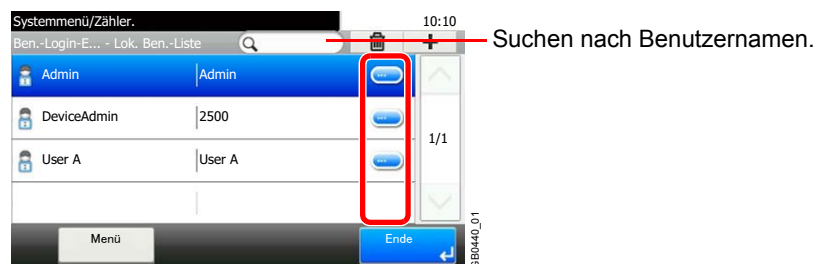 Systemmenü/Zähler. 10:10
Ben.-Login-E... - Lok. Ben.-Liste
Suchen nach Benutzernamen.
Admin Admin
DeviceAdmin 2500
1/1
User A User A
Menü Ende
GB0440_01